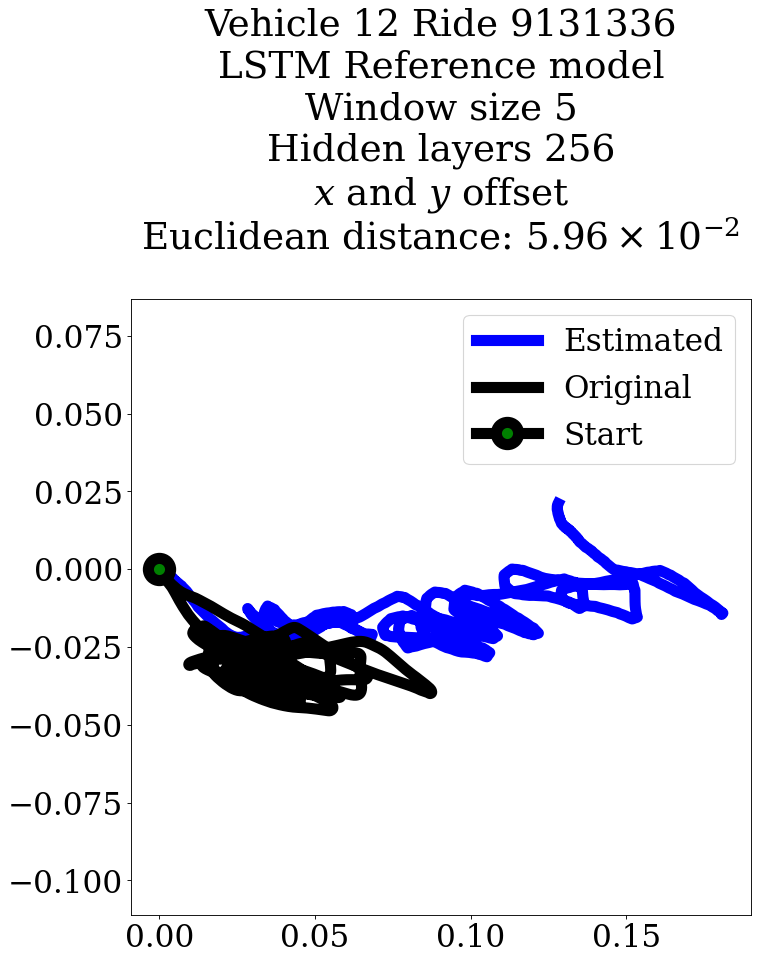 Vehicle 12 Ride 9131336
LSTM Reference model
Window size 5
Hidden layers 256
x and y offset
Euclidean distance: 5.96 × 10⁻²
Estimated
Original
Start
0.075
0.050
0.025
0.000
−0.025
−0.050
−0.075
−0.100
0.00 0.05 0.10 0.15